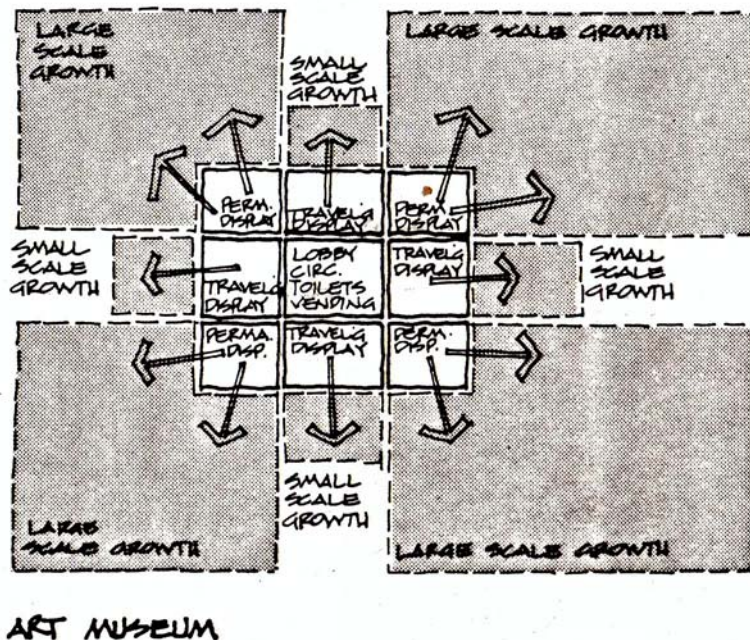 LARGE
SCALE
GROWTH
SMALL
SCALE
GROWTH
LARGE SCALE GROWTH
PERM.
DISPLAY
TRAVEL'G
DISPLAY
PERM.
DISPLAY
SMALL
SCALE
GROWTH
TRAVEL'G
DISPLAY
LOBBY
CIRC.
TOILETS
VENDING
TRAVEL'G
DISPLAY
SMALL
SCALE
GROWTH
PERMA.
DISP.
TRAVEL'G
DISPLAY
PERM.
DISP.
SMALL
SCALE
GROWTH
LARGE
SCALE GROWTH
LARGE SCALE GROWTH
ART MUSEUM